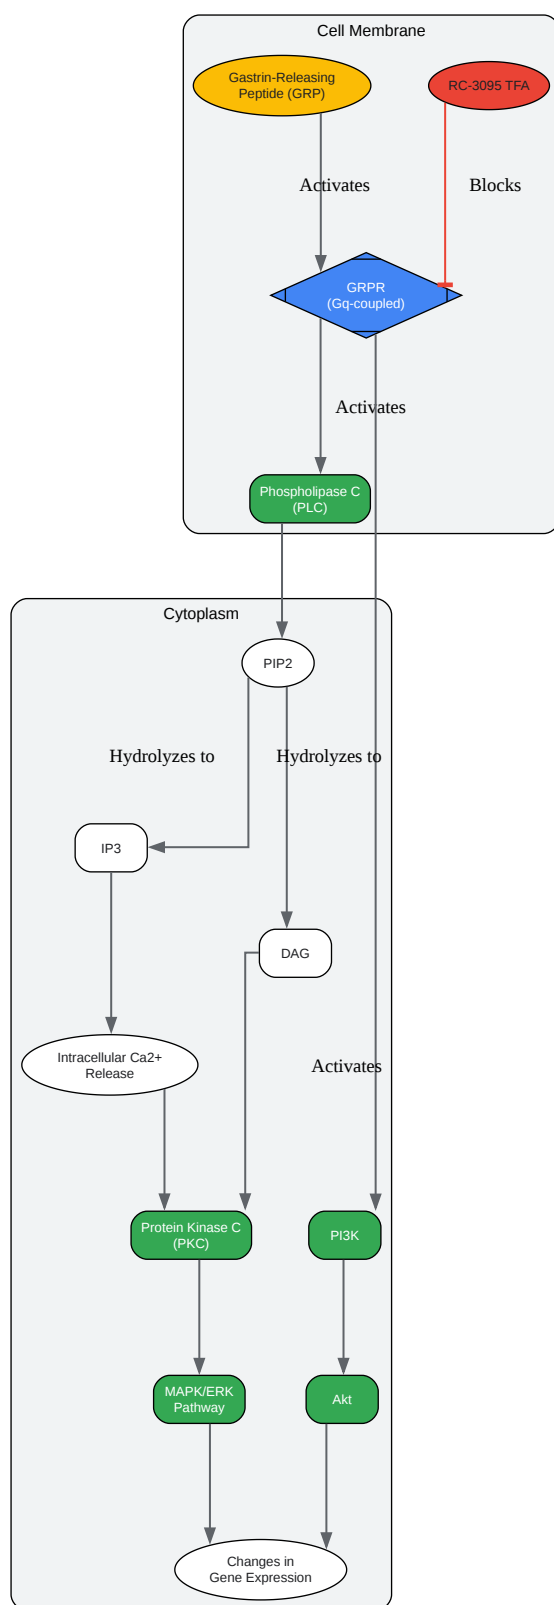 Cell Membrane
Gastrin-Releasing
Peptide (GRP)
RC-3095 TFA
Activates
Blocks
GRPR
(Gq-coupled)
Activates
Phospholipase C
(PLC)
Cytoplasm
PIP2
Hydrolyzes to
Hydrolyzes to
IP3
DAG
Intracellular Ca2+
Release
Activates
Protein Kinase C
(PKC)
PI3K
MAPK/ERK
Pathway
Akt
Changes in
Gene Expression